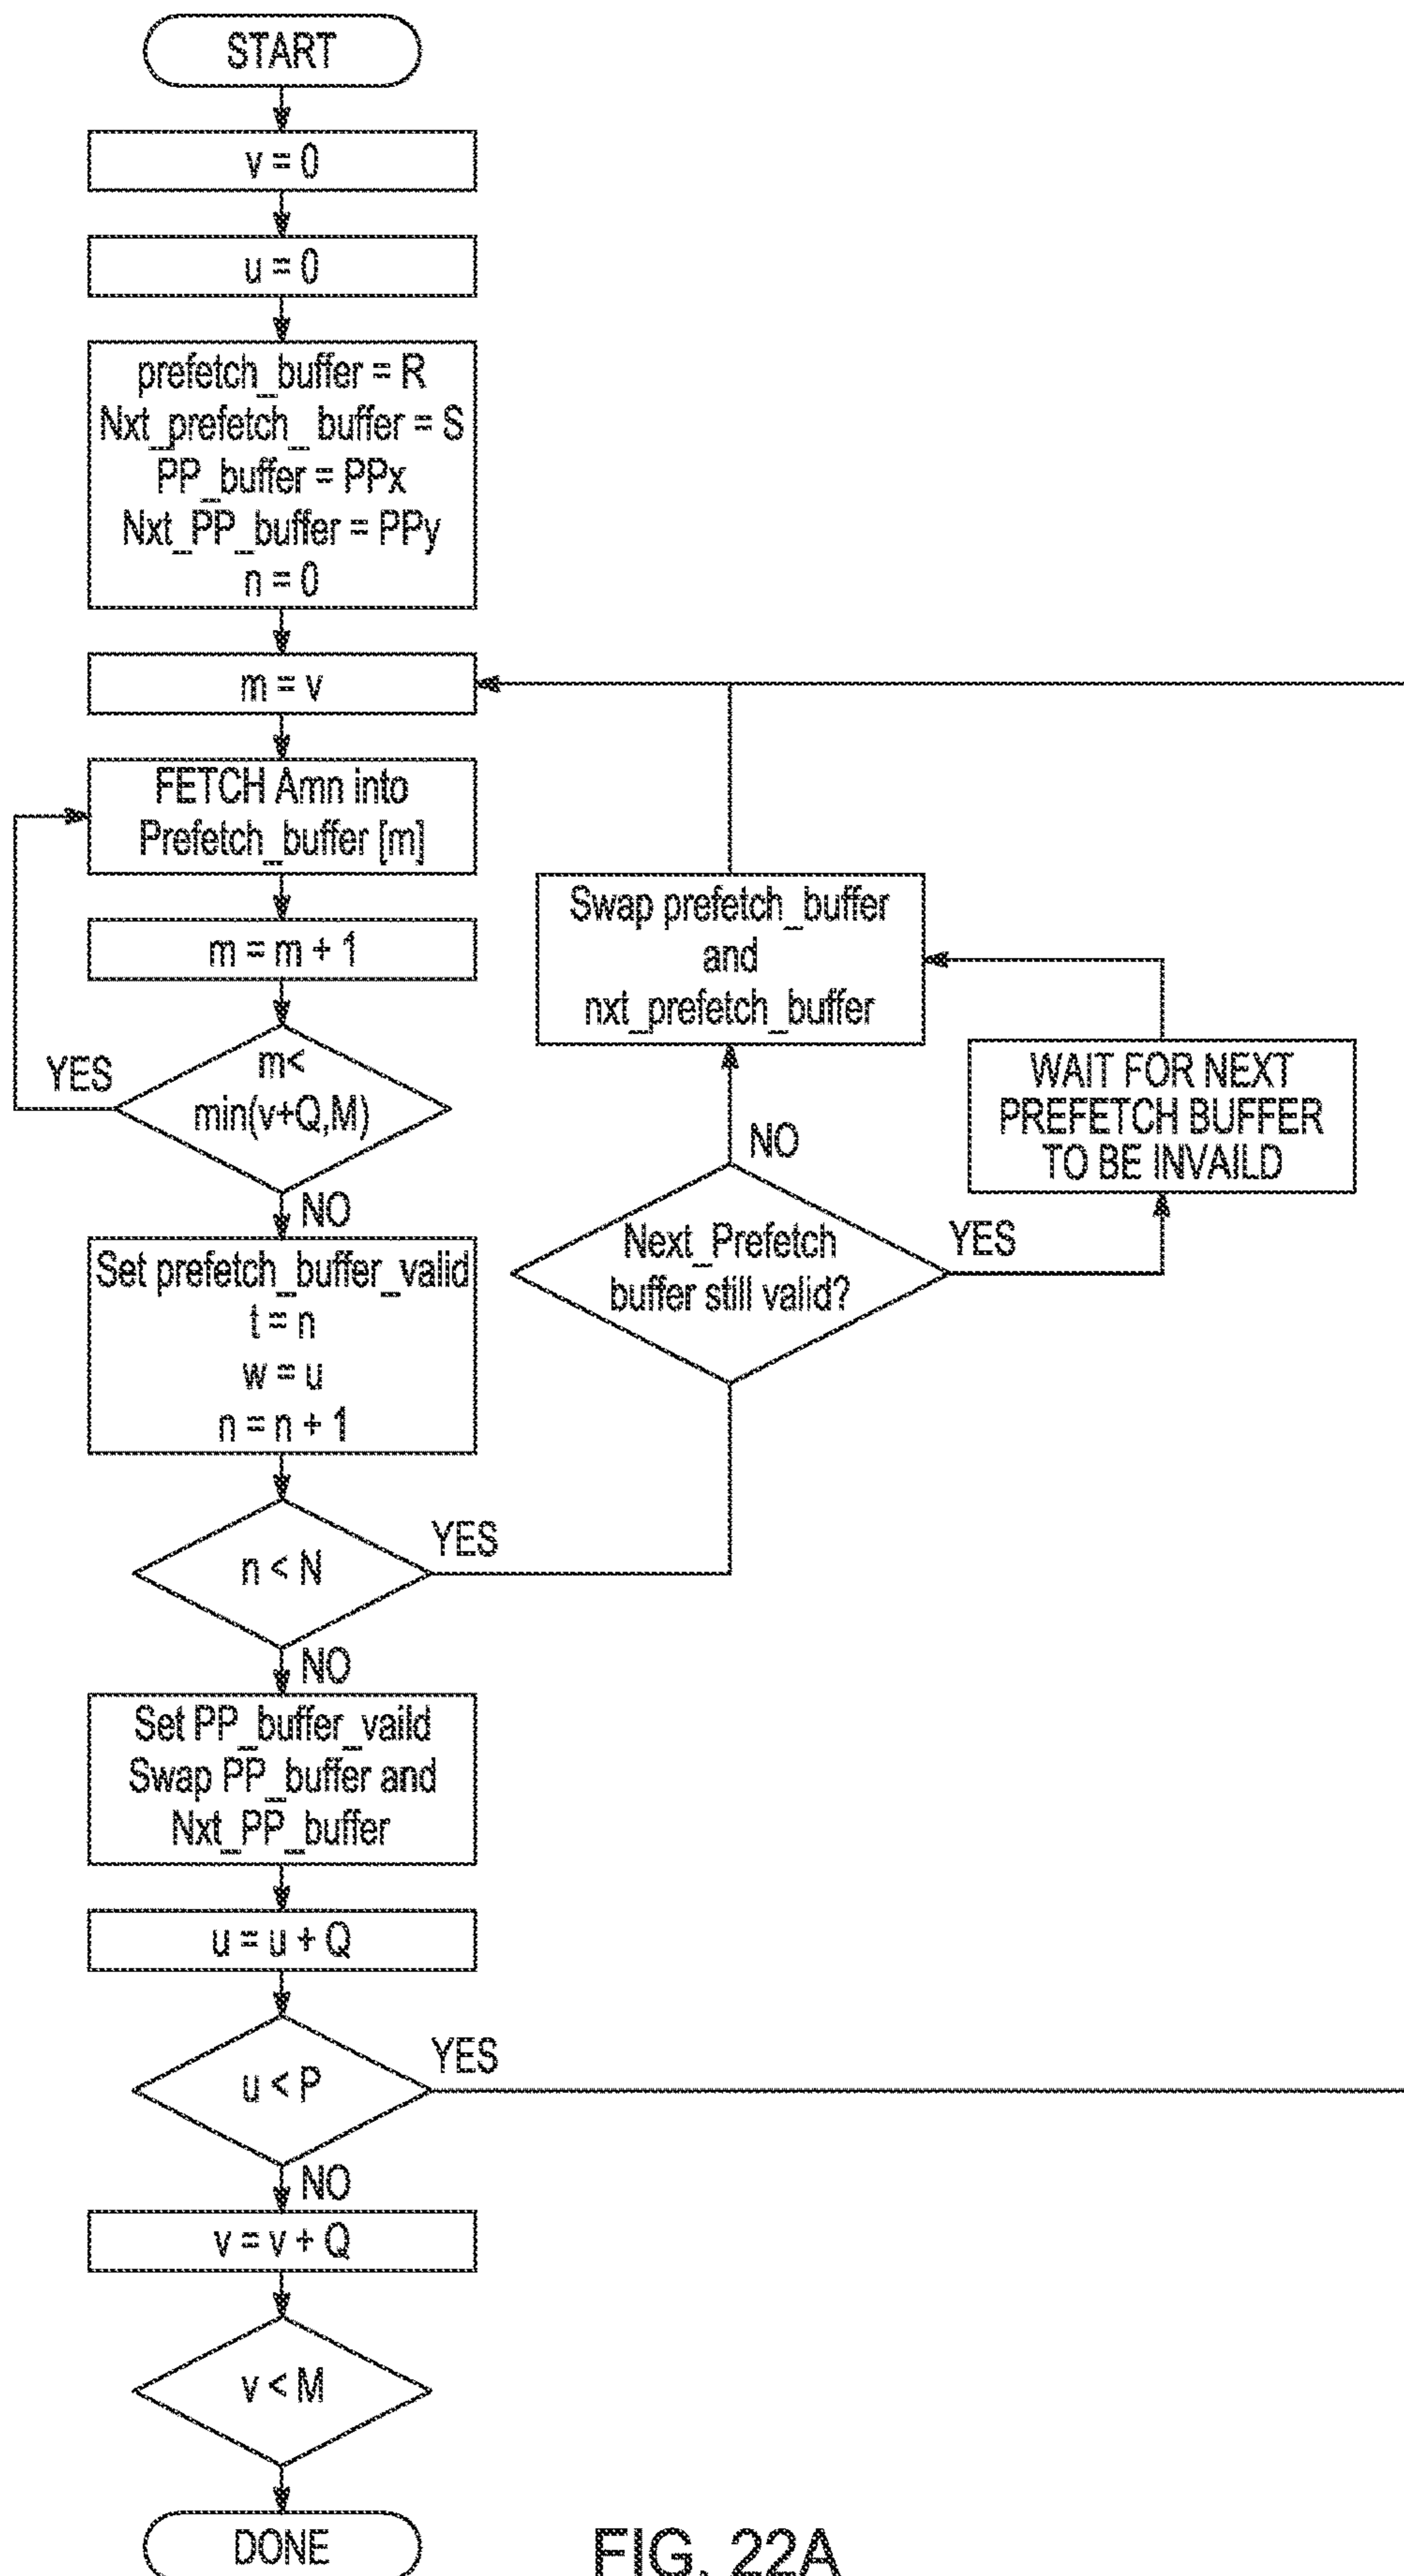 START
v = 0
u = 0
prefetch_buffer = R
Nxt_prefetch_ buffer = S
PP_buffer = PPx
Nxt_PP_buffer = PPy
n = 0
m = v
FETCH Amn into
Prefetch_buffer [m]
m = m + 1
YES
m<
min(v+Q,M)
NO
Set prefetch_buffer_valid
t = n
w = u
n = n + 1
n < N
YES
Next_Prefetch
buffer still valid?
YES
WAIT FOR NEXT
PREFETCH BUFFER
TO BE INVAILD
NO
Swap prefetch_buffer
and
nxt_prefetch_buffer
NO
Set PP_buffer_vaild
Swap PP_buffer and
Nxt_PP_buffer
u = u + Q
u < P
YES
NO
v = v + Q
v < M
DONE
FIG. 22A